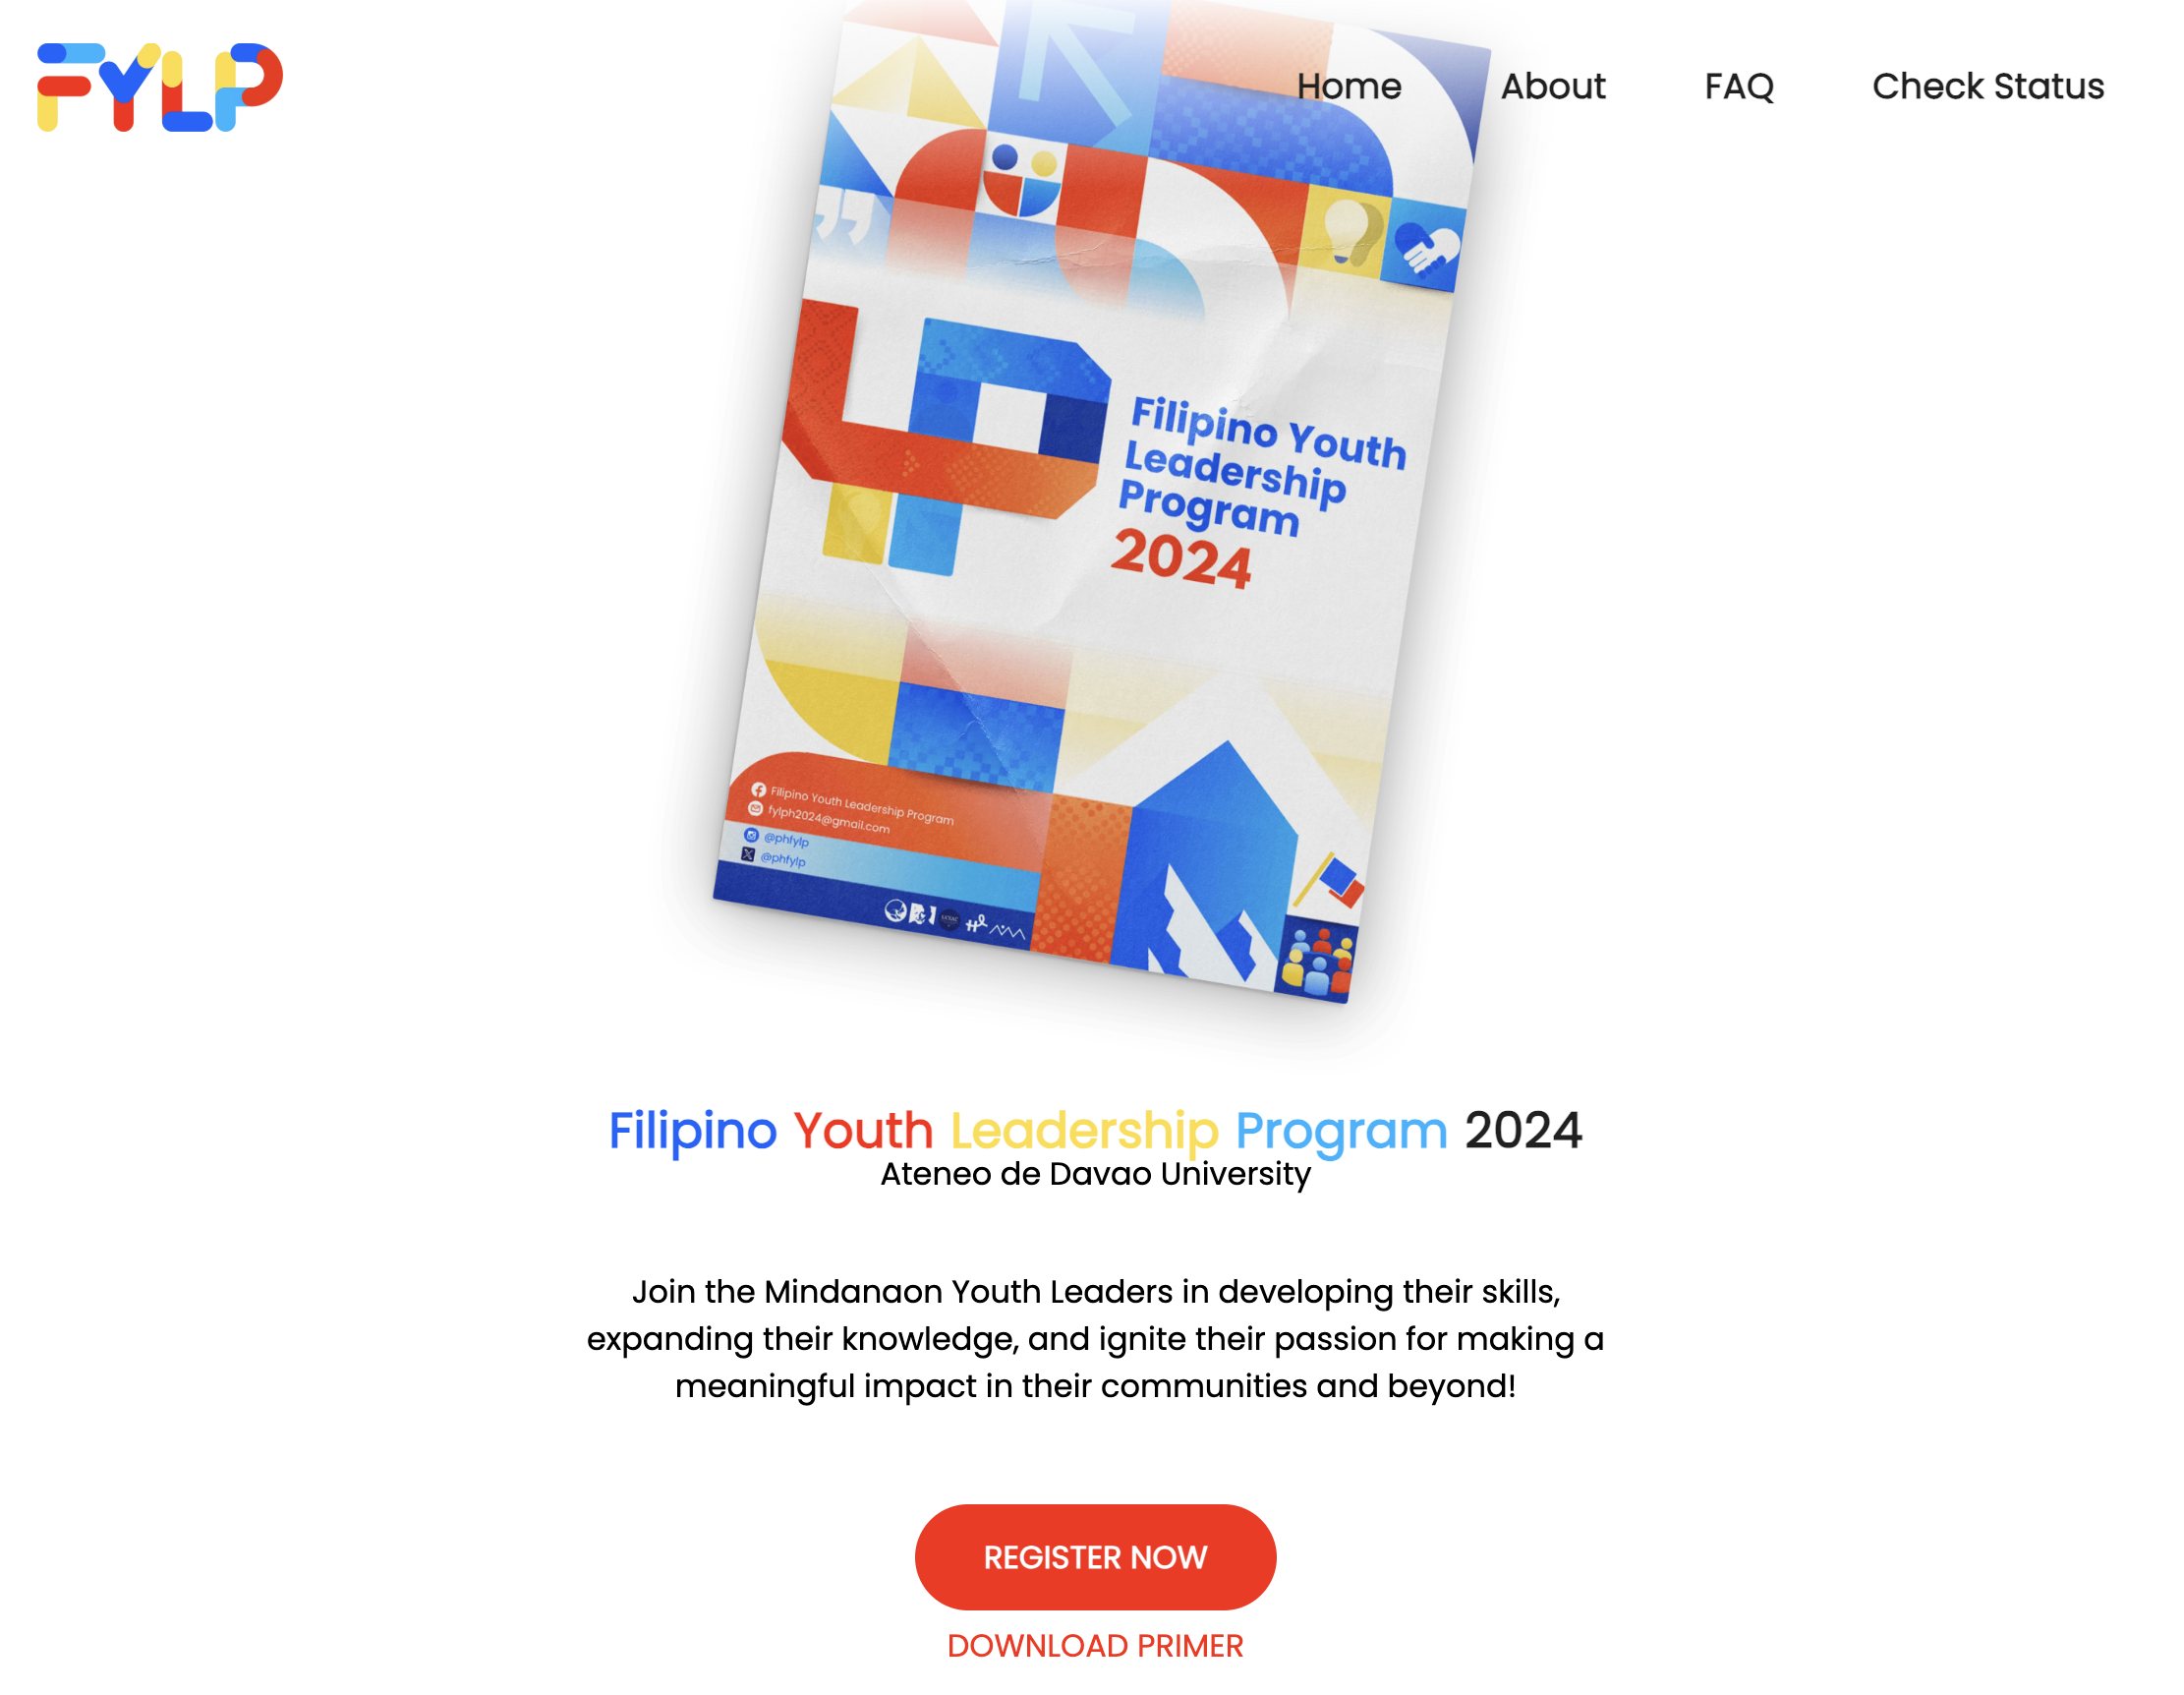 FYLP
Home
About
FAQ
Check Status
Filipino Youth
Leadership
Program
2024
Filipino Youth Leadership Program
fylph2024@gmail.com
@phfylp
@phfylp
Filipino Youth Leadership Program 2024
Ateneo de Davao University
Join the Mindanaon Youth Leaders in developing their skills,
expanding their knowledge, and ignite their passion for making a
meaningful impact in their communities and beyond!
REGISTER NOW
DOWNLOAD PRIMER